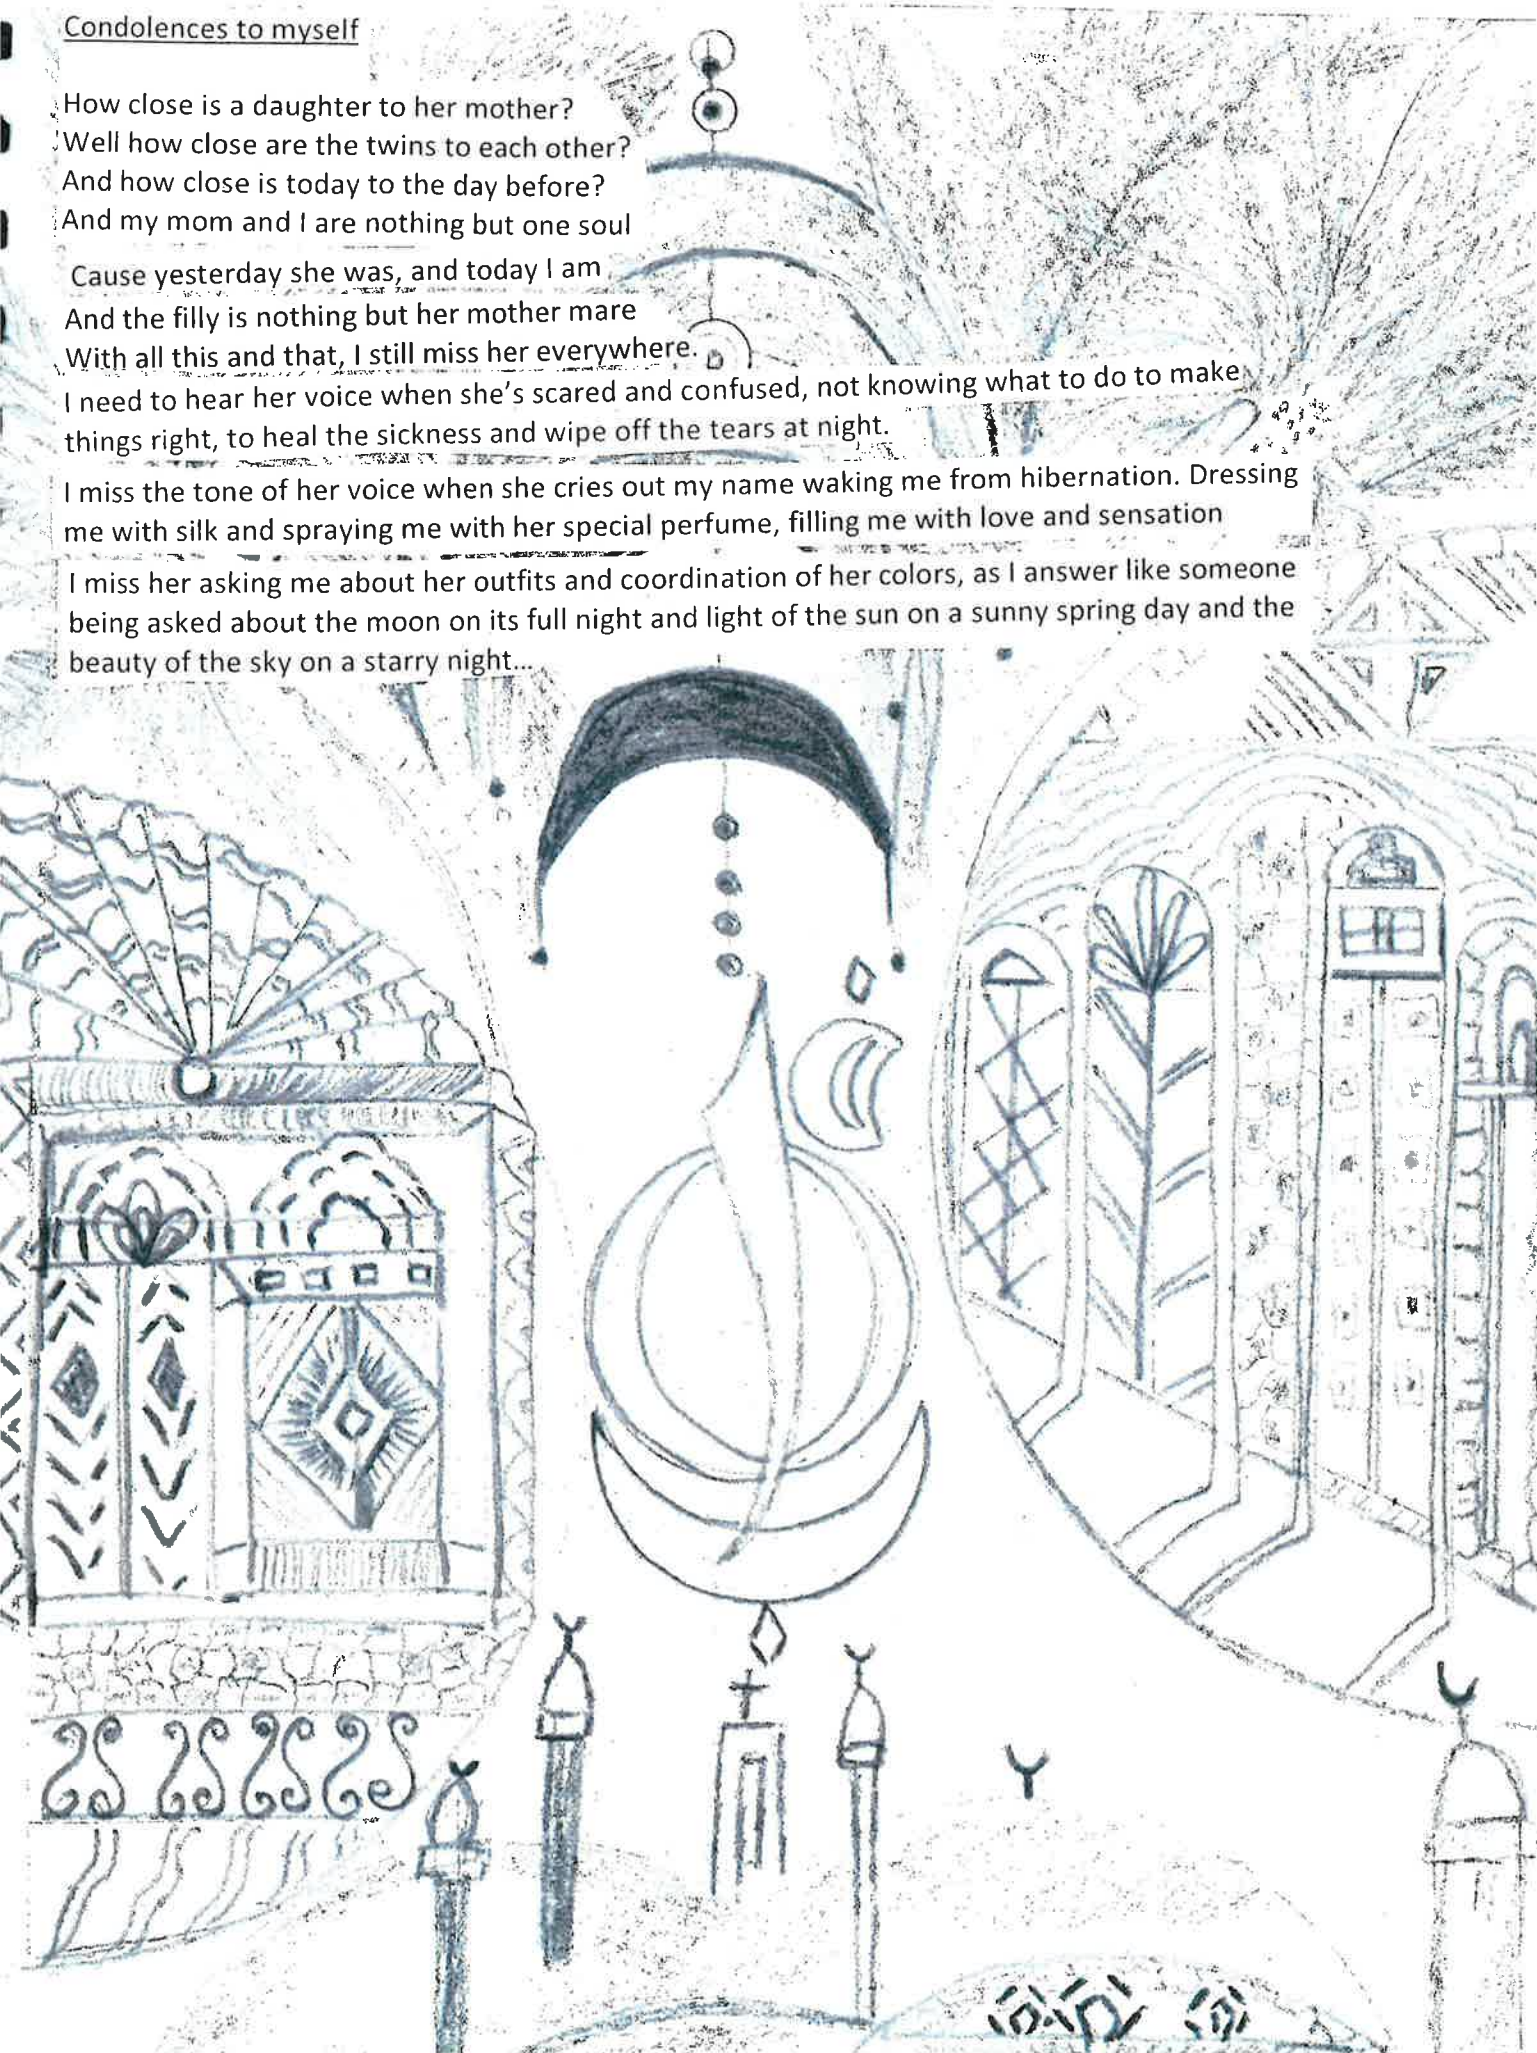 Condolences to myself
How close is a daughter to her mother?
Well how close are the twins to each other?
And how close is today to the day before?
And my mom and I are nothing but one soul
Cause yesterday she was, and today I am
And the filly is nothing but her mother mare
With all this and that, I still miss her everywhere.
I need to hear her voice when she's scared and confused, not knowing what to do to make
things right, to heal the sickness and wipe off the tears at night.
I miss the tone of her voice when she cries out my name waking me from hibernation. Dressing
me with silk and spraying me with her special perfume, filling me with love and sensation
I miss her asking me about her outfits and coordination of her colors, as I answer like someone
being asked about the moon on its full night and light of the sun on a sunny spring day and the
beauty of the sky on a starry night...